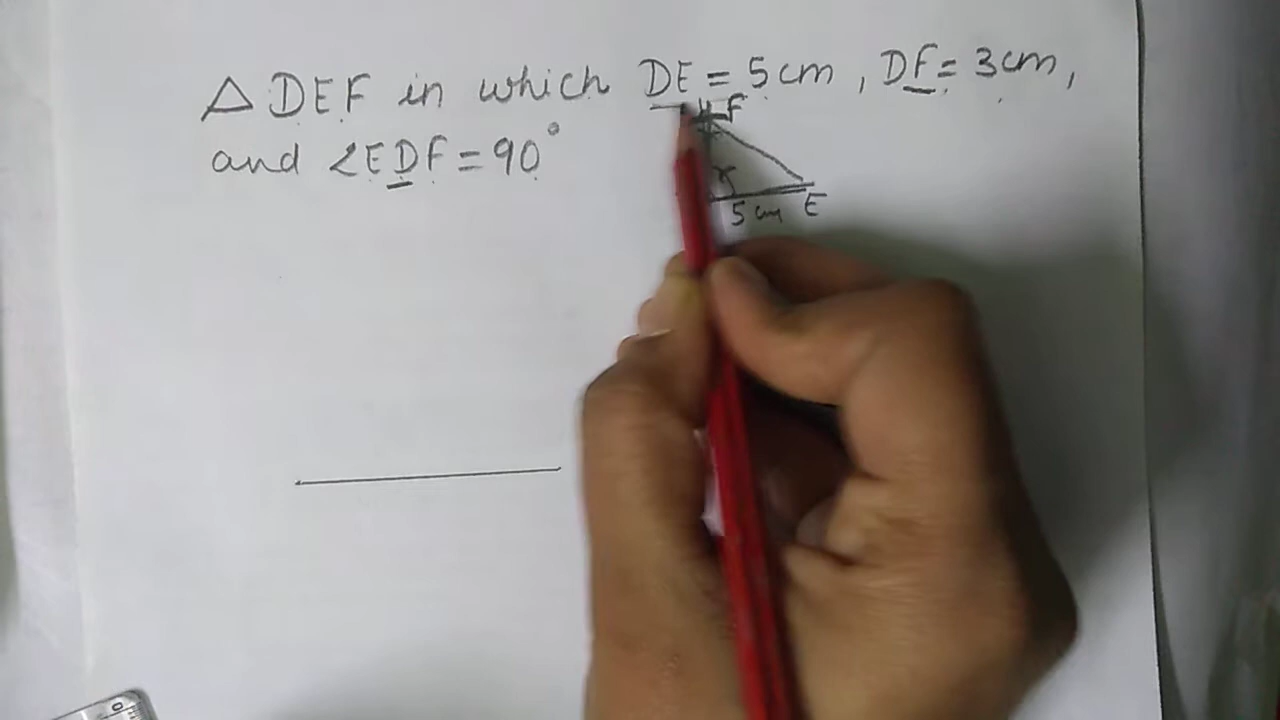 △ DEF in which DE = 5cm , DF = 3cm ,
and ∠EDF = 90°
F
5 cm E